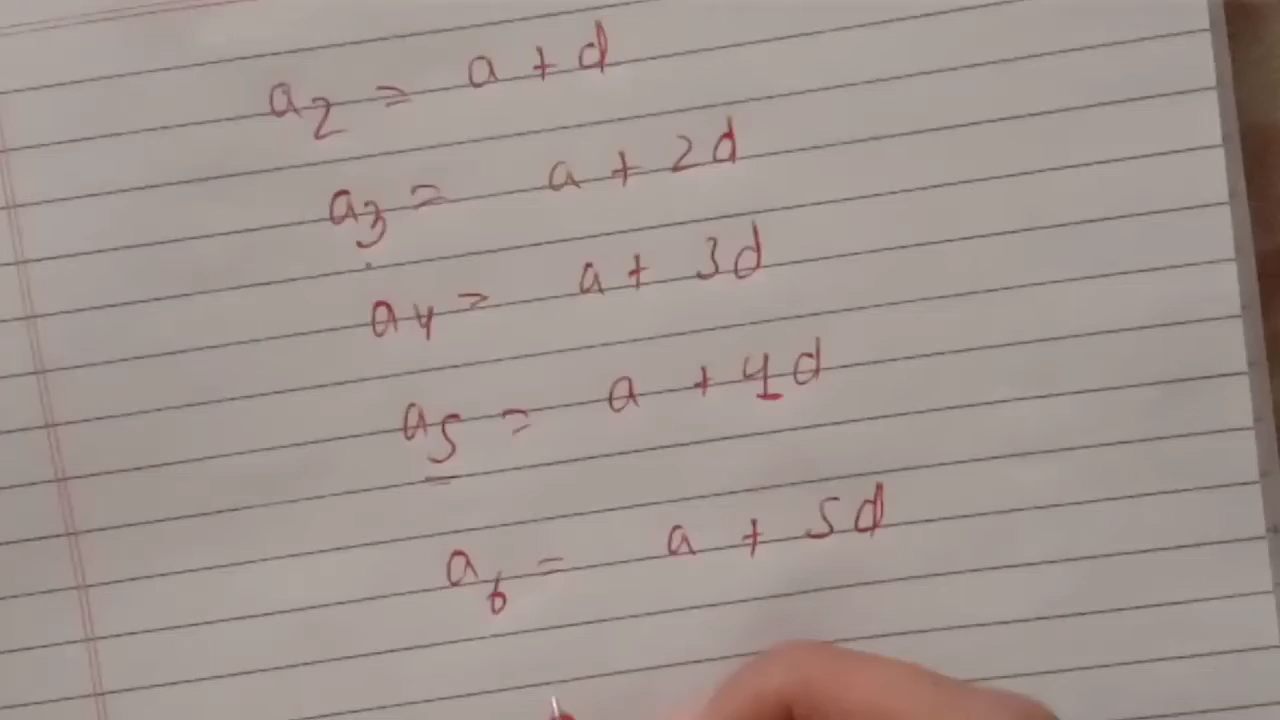 a2 = a + d
a3 = a + 2d
a4 = a + 3d
a5 = a + 4d
a6 = a + 5d